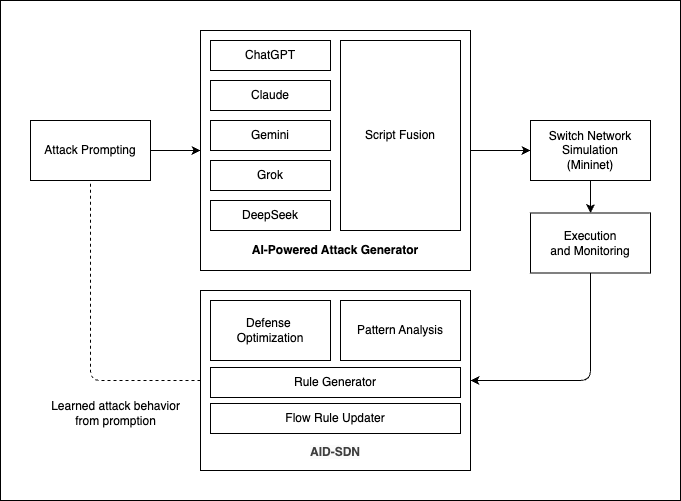 Attack Prompting
ChatGPT
Claude
Gemini
Grok
DeepSeek
Script Fusion
AI-Powered Attack Generator
Switch Network
Simulation
(Mininet)
Execution
and Monitoring
Defense
Optimization
Pattern Analysis
Rule Generator
Flow Rule Updater
AID-SDN
Learned attack behavior
from promption